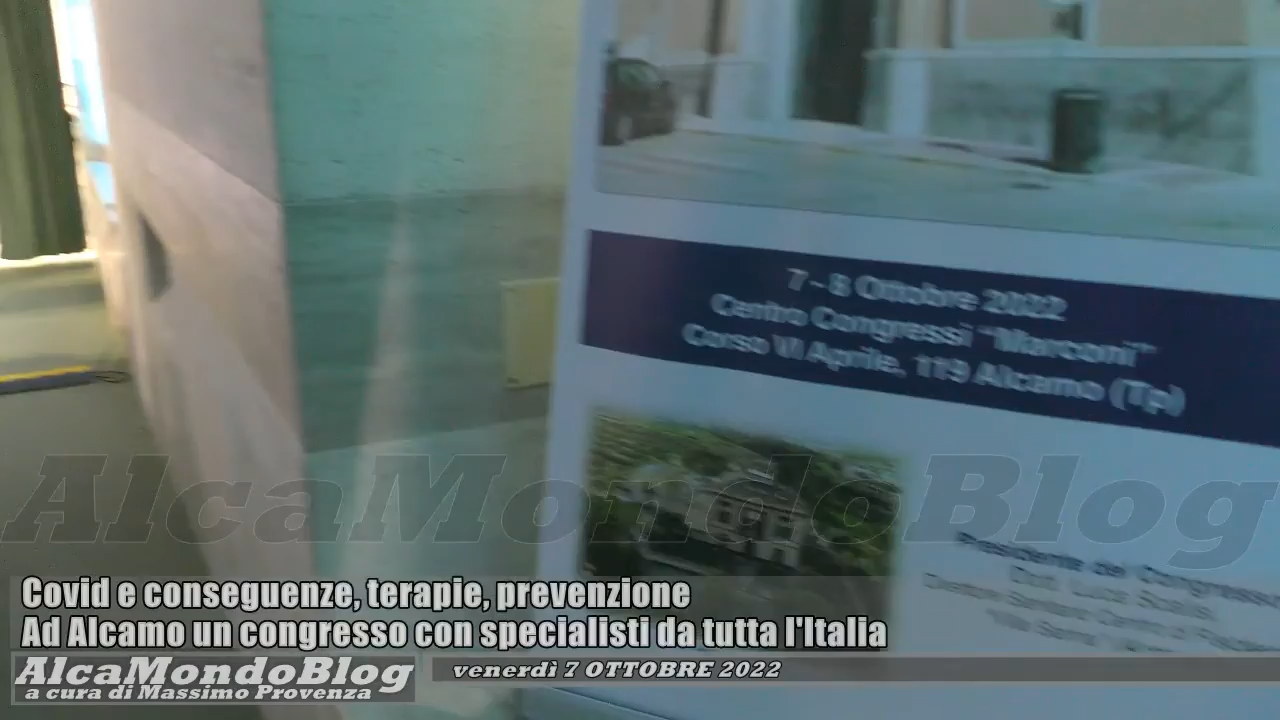 7 - 8 Ottobre 2022
Centro Congressi "Marconi"
Corso VI Aprile, 119 Alcamo (Tp)
AlcaMondoBlog
Presidente del Congresso
Covid e conseguenze, terapie, prevenzione
Ad Alcamo un congresso con specialisti da tutta l'Italia
AlcaMondoBlog
a cura di Massimo Provenza
venerdì 7 OTTOBRE 2022